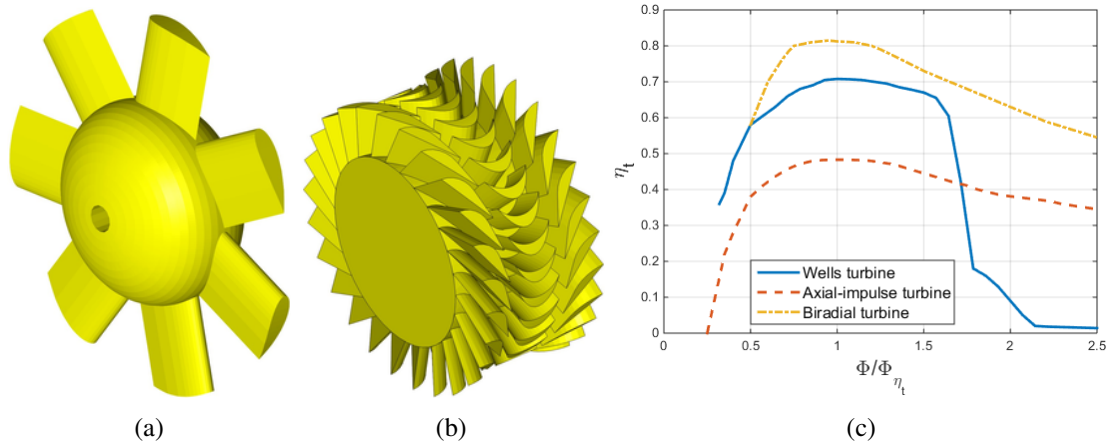 η_t
0.9
0.8
0.7
0.6
0.5
0.4
0.3
0.2
0.1
0
Wells turbine
Axial-impulse turbine
Biradial turbine
0 0.5 1 1.5 2 2.5
Φ/Φ_η_t
(a) (b) (c)